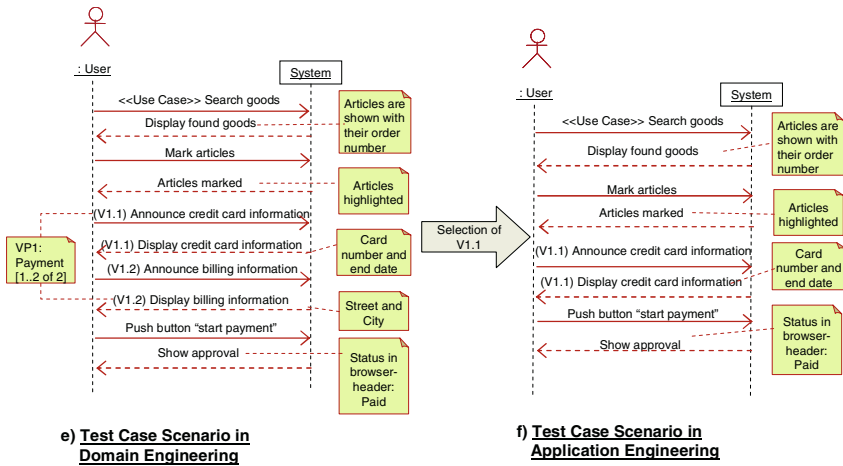 : User
System
<<Use Case>> Search goods
Articles are
shown with
their order
number
Display found goods
Mark articles
Articles marked
Articles
highlighted
(V1.1) Announce credit card information
VP1:
Payment
[1..2 of 2]
(V1.1) Display credit card information
Card
number and
end date
(V1.2) Announce billing information
(V1.2) Display billing information
Street and
City
Push button “start payment”
Show approval
Status in
browser-
header:
Paid
e) Test Case Scenario in
Domain Engineering
Selection of
V1.1
: User
System
<<Use Case>> Search goods
Articles are
shown with
their order
number
Display found goods
Mark articles
Articles marked
Articles
highlighted
(V1.1) Announce credit card information
Card
number and
end date
(V1.1) Display credit card information
Push button “start payment”
Status in
browser-
header:
Paid
Show approval
f) Test Case Scenario in
Application Engineering